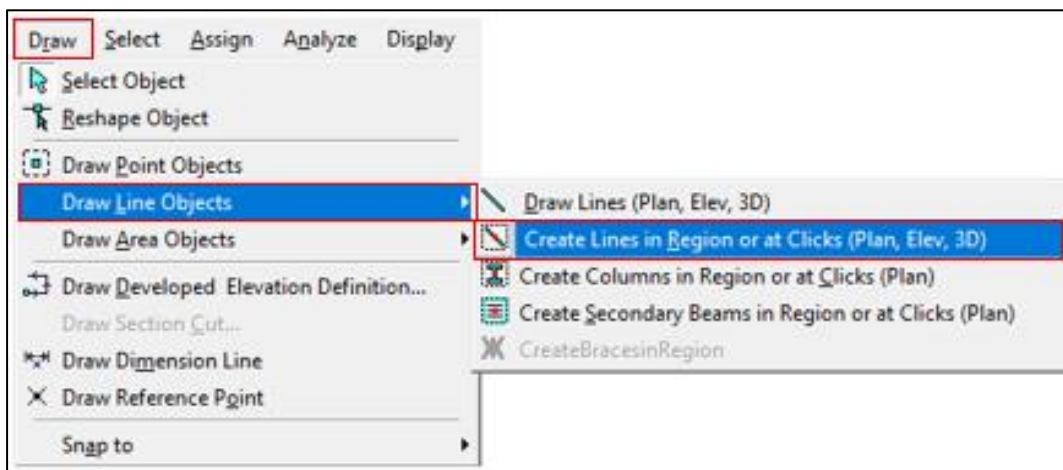 Draw Select Assign Analyze Display
Select Object
Reshape Object
Draw Point Objects
Draw Line Objects
Draw Area Objects
Draw Developed Elevation Definition...
Draw Section Cut...
Draw Dimension Line
Draw Reference Point
Snap to
Draw Lines (Plan, Elev, 3D)
Create Lines in Region or at Clicks (Plan, Elev, 3D)
Create Columns in Region or at Clicks (Plan)
Create Secondary Beams in Region or at Clicks (Plan)
CreateBracesinRegion